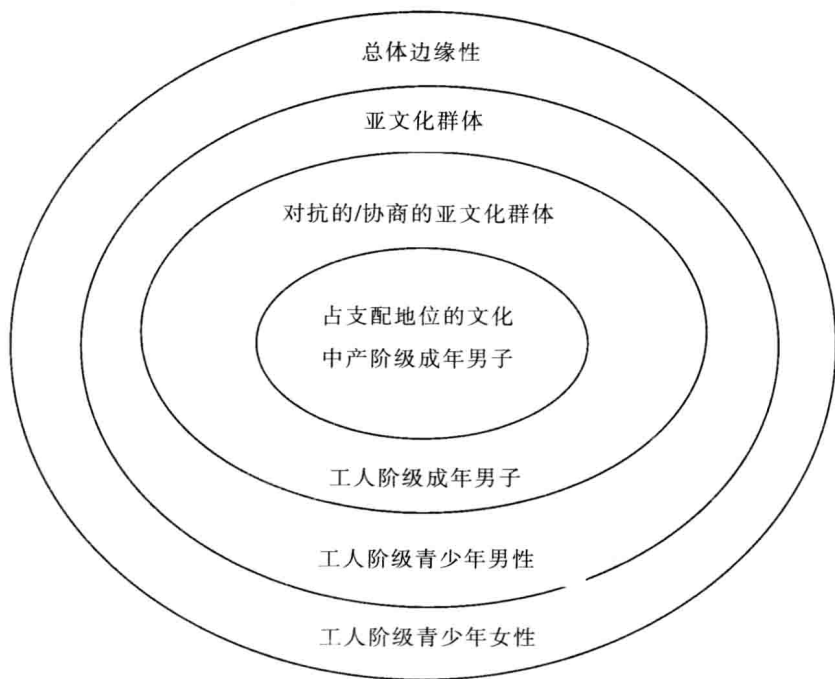 总体边缘性
亚文化群体
对抗的/协商的亚文化群体
占支配地位的文化
中产阶级成年男子
工人阶级成年男子
工人阶级青少年男性
工人阶级青少年女性